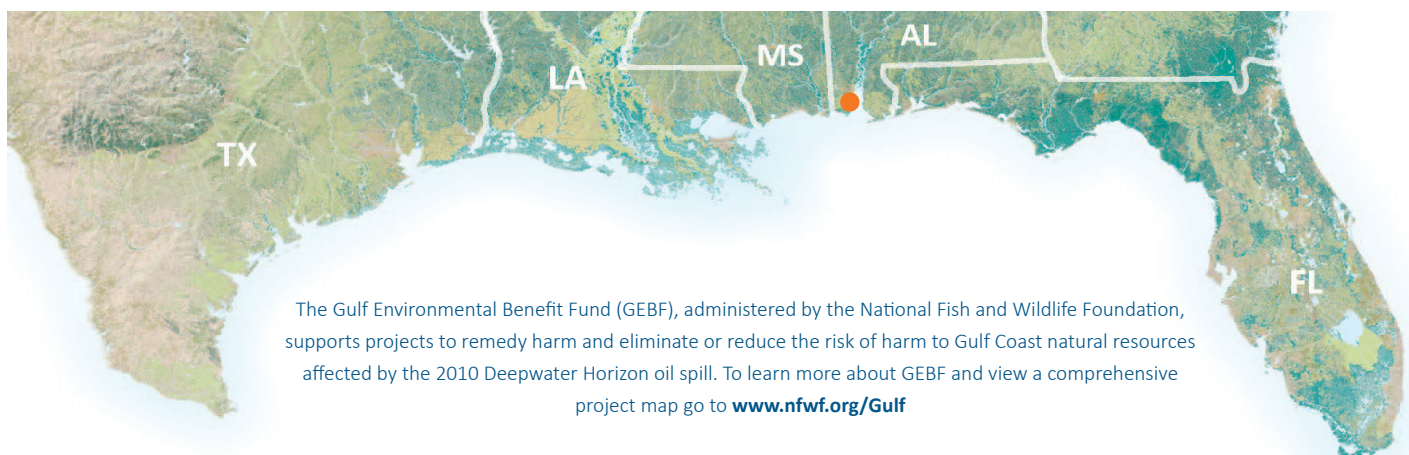 AL
MS
LA
TX
FL
The Gulf Environmental Benefit Fund (GEBF), administered by the National Fish and Wildlife Foundation,
supports projects to remedy harm and eliminate or reduce the risk of harm to Gulf Coast natural resources
affected by the 2010 Deepwater Horizon oil spill. To learn more about GEBF and view a comprehensive
project map go to www.nfwf.org/Gulf